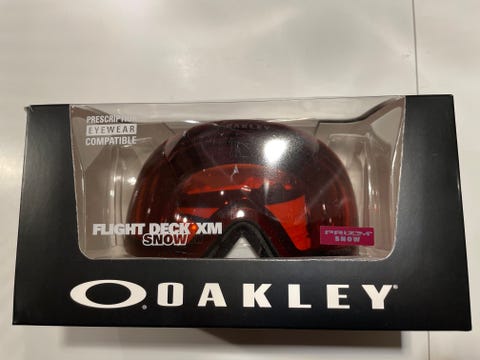 PRESCRIPTION
EYEWEAR
COMPATIBLE
OAKLEY
FLIGHT DECK XM
SNOW
PRIZM
SNOW
OAKLEY